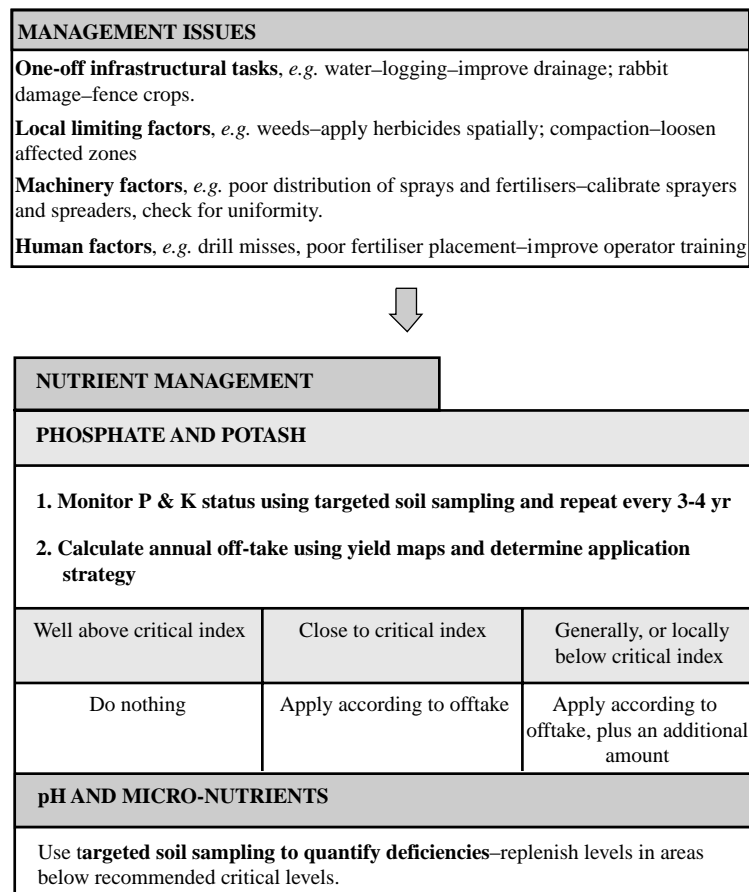 MANAGEMENT ISSUES
One-off infrastructural tasks, e.g. water–logging–improve drainage; rabbit
damage–fence crops.
Local limiting factors, e.g. weeds–apply herbicides spatially; compaction–loosen
affected zones
Machinery factors, e.g. poor distribution of sprays and fertilisers–calibrate sprayers
and spreaders, check for uniformity.
Human factors, e.g. drill misses, poor fertiliser placement–improve operator training
NUTRIENT MANAGEMENT
PHOSPHATE AND POTASH
1. Monitor P & K status using targeted soil sampling and repeat every 3-4 yr
2. Calculate annual off-take using yield maps and determine application
strategy
Well above critical index
Close to critical index
Generally, or locally
below critical index
Do nothing
Apply according to offtake
Apply according to
offtake, plus an additional
amount
pH AND MICRO-NUTRIENTS
Use targeted soil sampling to quantify deficiencies–replenish levels in areas
below recommended critical levels.